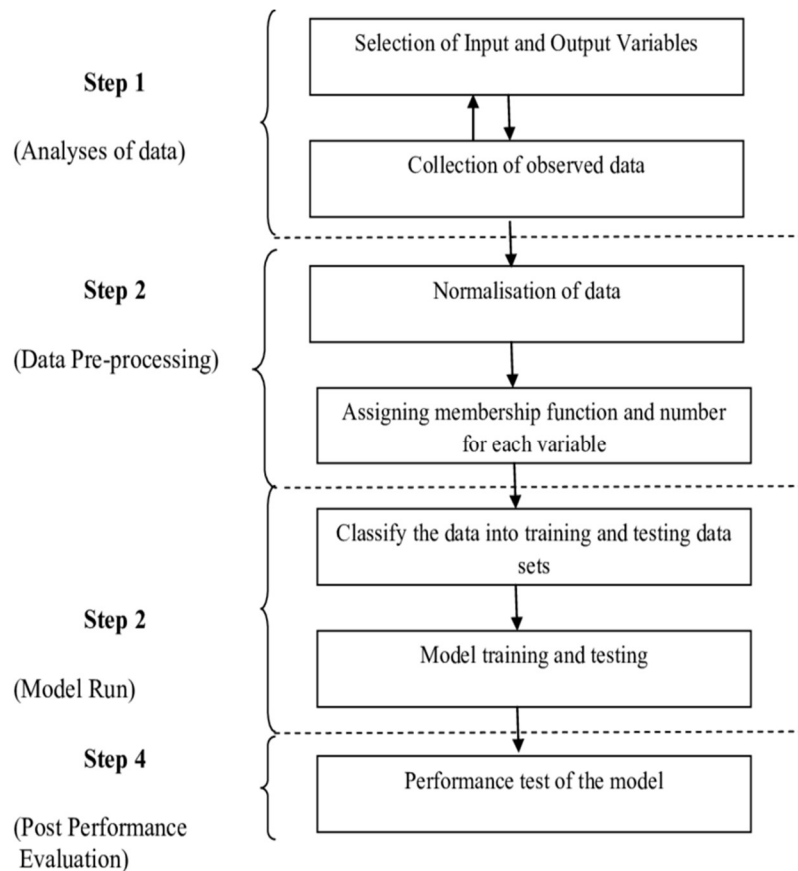 Step 1
(Analyses of data)
Selection of Input and Output Variables
Collection of observed data
Step 2
(Data Pre-processing)
Normalisation of data
Assigning membership function and number
for each variable
Step 2
(Model Run)
Classify the data into training and testing data
sets
Model training and testing
Step 4
(Post Performance
Evaluation)
Performance test of the model